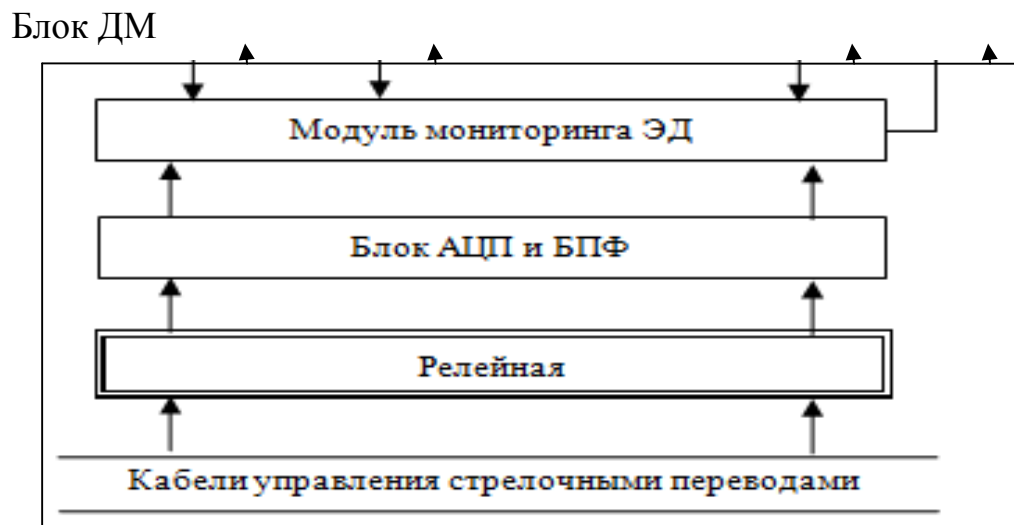 Блок ДМ
Модуль мониторинга ЭД
Блок АЦП и БПФ
Релейная
Кабели управления стрелочными переводами